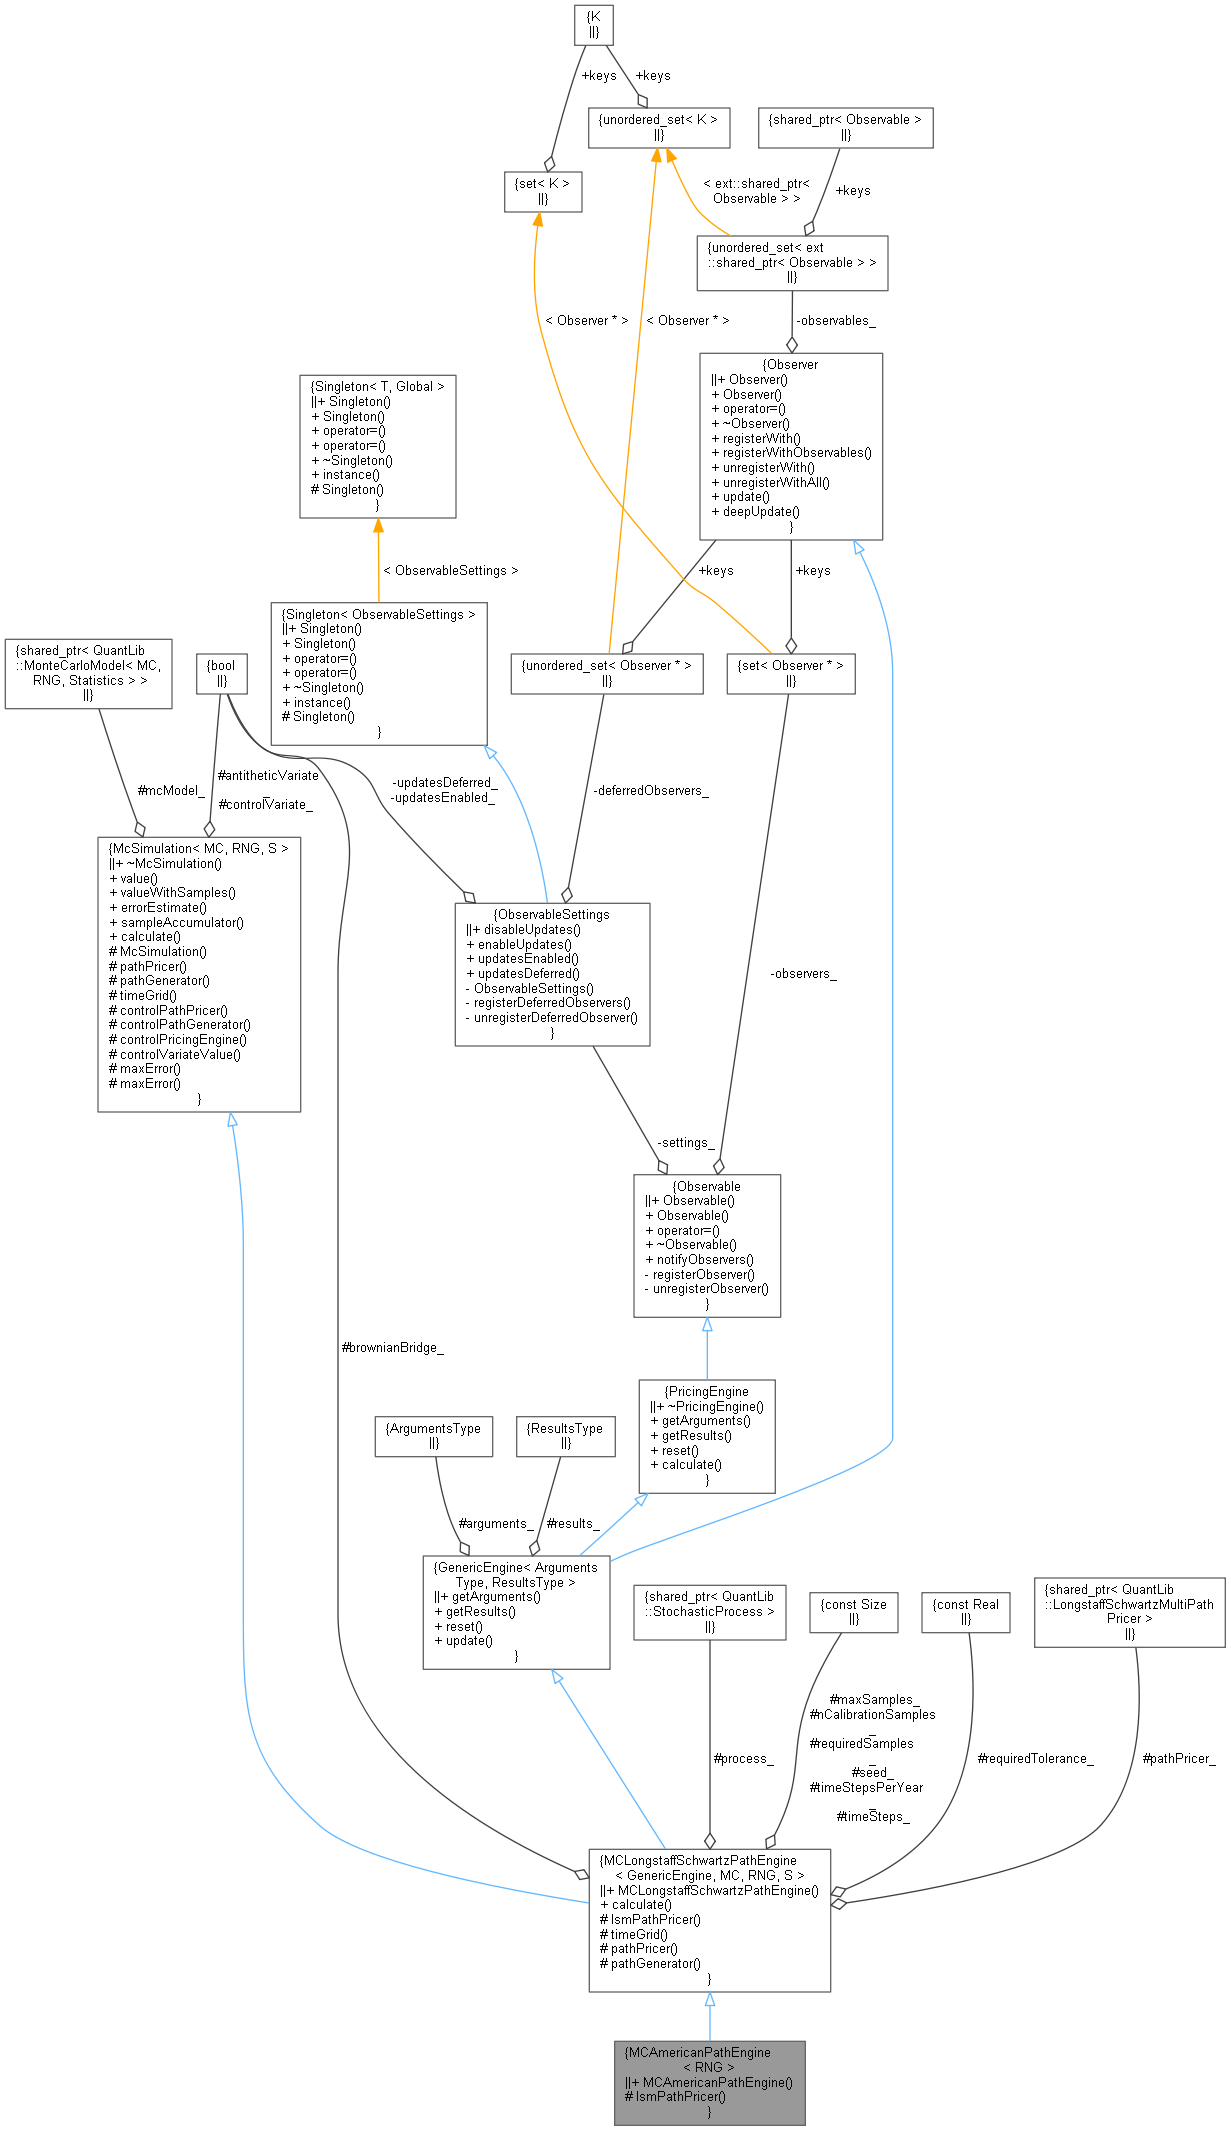 {K
||}
+keys
+keys
{unordered_set< K >
||}
{shared_ptr< Observable >
||}
{set< K >
||}
< ext::shared_ptr<
Observable > >
+keys
{unordered_set< ext
::shared_ptr< Observable > >
||}
< Observer * >
< Observer * >
-observables_
{Observer
||+ Observer()
+ Observer()
+ operator=()
+ ~Observer()
+ registerWith()
+ registerWithObservables()
+ unregisterWith()
+ unregisterWithAll()
+ update()
+ deepUpdate()
}
{Singleton< T, Global >
||+ Singleton()
+ Singleton()
+ operator=()
+ operator=()
+ ~Singleton()
+ instance()
# Singleton()
}
< ObservableSettings >
+keys
+keys
{Singleton< ObservableSettings >
||+ Singleton()
+ Singleton()
+ operator=()
+ operator=()
+ ~Singleton()
+ instance()
# Singleton()
}
{shared_ptr< QuantLib
::MonteCarloModel< MC,
RNG, Statistics > >
||}
{bool
||}
{unordered_set< Observer * >
||}
{set< Observer * >
||}
#mcModel_
#antitheticVariate
_
#controlVariate_
-updatesDeferred_
-updatesEnabled_
-deferredObservers_
{McSimulation< MC, RNG, S >
||+ ~McSimulation()
+ value()
+ valueWithSamples()
+ errorEstimate()
+ sampleAccumulator()
+ calculate()
# McSimulation()
# pathPricer()
# pathGenerator()
# timeGrid()
# controlPathPricer()
# controlPathGenerator()
# controlPricingEngine()
# controlVariateValue()
# maxError()
# maxError()
}
{ObservableSettings
||+ disableUpdates()
+ enableUpdates()
+ updatesEnabled()
+ updatesDeferred()
- ObservableSettings()
- registerDeferredObservers()
- unregisterDeferredObserver()
}
-observers_
-settings_
{Observable
||+ Observable()
+ Observable()
+ operator=()
+ ~Observable()
+ notifyObservers()
- registerObserver()
- unregisterObserver()
}
#brownianBridge_
{PricingEngine
||+ ~PricingEngine()
+ getArguments()
+ getResults()
+ reset()
+ calculate()
}
{ArgumentsType
||}
{ResultsType
||}
#arguments_
#results_
{GenericEngine< Arguments
Type, ResultsType >
||+ getArguments()
+ getResults()
+ reset()
+ update()
}
{shared_ptr< QuantLib
::StochasticProcess >
||}
{const Size
||}
{const Real
||}
{shared_ptr< QuantLib
::LongstaffSchwartzMultiPath
Pricer >
||}
#process_
#maxSamples_
#nCalibrationSamples
_
#requiredSamples
_
#seed_
#timeStepsPerYear
_
#timeSteps_
#requiredTolerance_
#pathPricer_
{MCLongstaffSchwartzPathEngine
< GenericEngine, MC, RNG, S >
||+ MCLongstaffSchwartzPathEngine()
+ calculate()
# lsmPathPricer()
# timeGrid()
# pathPricer()
# pathGenerator()
}
{MCAmericanPathEngine
< RNG >
||+ MCAmericanPathEngine()
# lsmPathPricer()
}